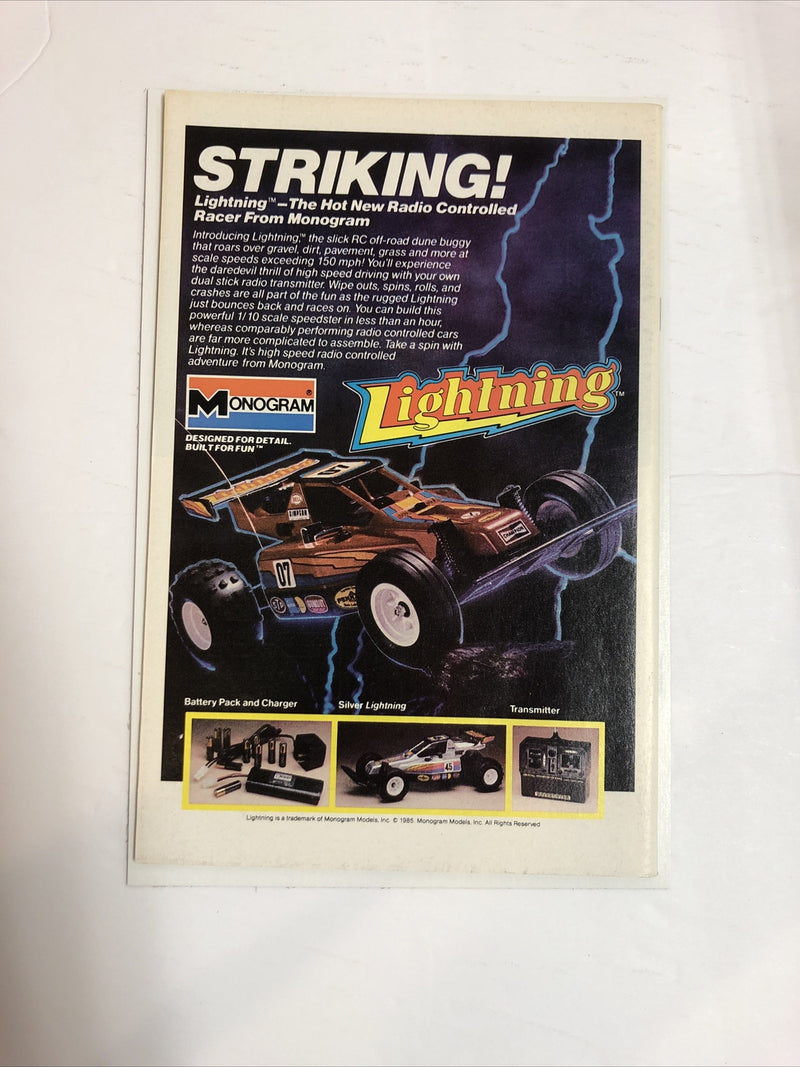 STRIKING!
Lightning™—The Hot New Radio Controlled
Racer From Monogram
Introducing Lightning,™ the slick RC off-road dune buggy
that roars over gravel, dirt, pavement, grass and more at
scale speeds exceeding 150 mph! You'll experience
the daredevil thrill of high speed driving with your own
dual stick radio transmitter. Wipe outs, spins, rolls, and
crashes are all part of the fun as the rugged Lightning
just bounces back and races on. You can build this
powerful 1/10 scale speedster in less than an hour,
whereas comparably performing radio controlled cars
are far more complicated to assemble. Take a spin with
Lightning. It's high speed radio controlled
adventure from Monogram.
MONOGRAM®
DESIGNED FOR DETAIL.
BUILT FOR FUN™
Lightning™
07
SIMPSON
CHAMPION
07
STP
Battery Pack and Charger
Silver Lightning
Transmitter
45
Lightning is a trademark of Monogram Models, Inc. © 1985. Monogram Models, Inc. All Rights Reserved